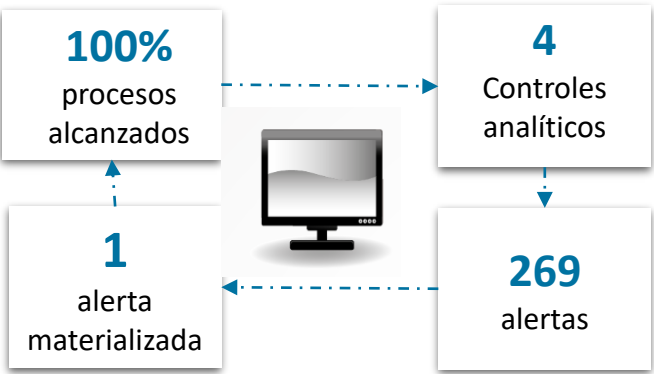 100%
procesos
alcanzados
4
Controles
analíticos
1
alerta
materializada
269
alertas